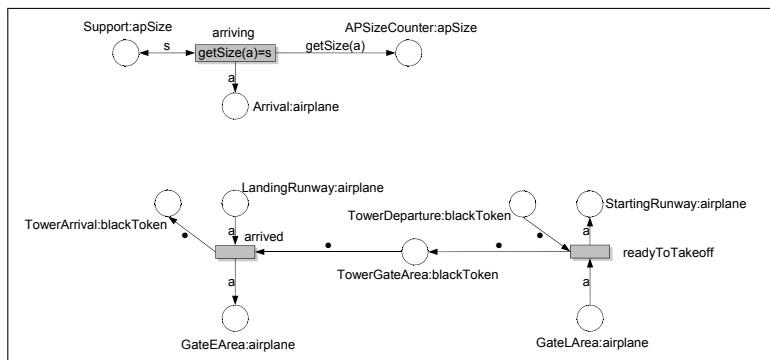 Support:apSize
arriving
APSizeCounter:apSize
s
getSize(a)=s
getSize(a)
a
Arrival:airplane
LandingRunway:airplane
TowerArrival:blackToken
TowerDeparture:blackToken
StartingRunway:airplane
a
arrived
a
readyToTakeoff
TowerGateArea:blackToken
a
a
GateEArea:airplane
GateLArea:airplane